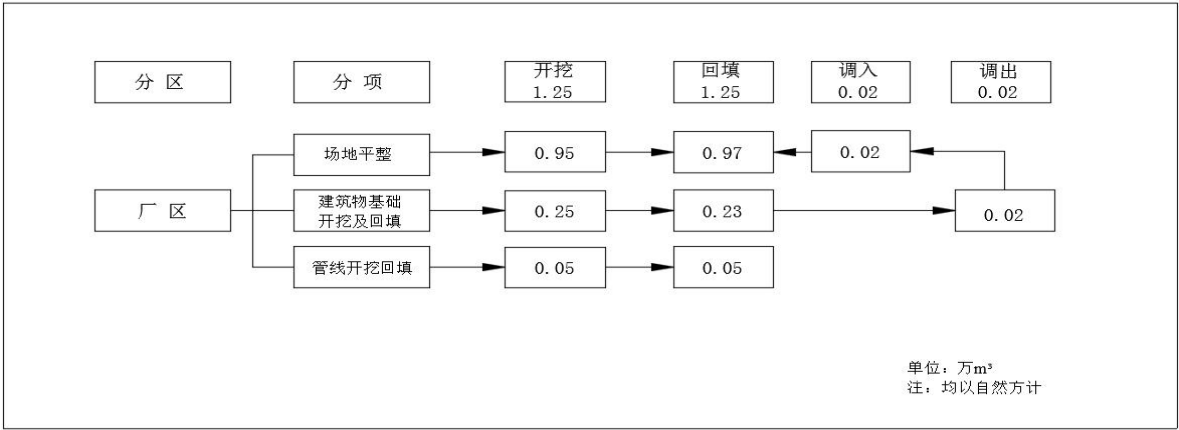 分 区
分 项
开挖
1.25
回填
1.25
调入
0.02
调出
0.02
场地平整
0.95
0.97
0.02
厂 区
建筑物基础
开挖及回填
0.25
0.23
0.02
管线开挖回填
0.05
0.05
单位：万m³
注：均以自然方计